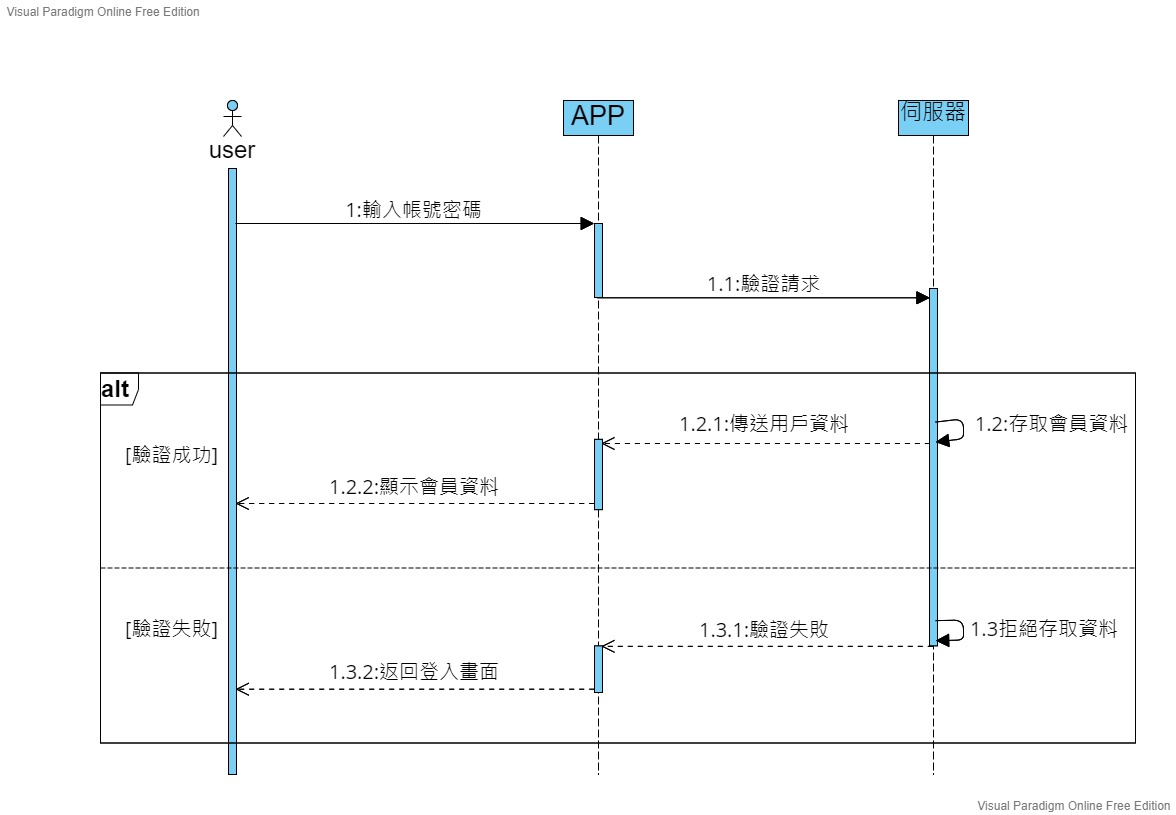 Visual Paradigm Online Free Edition
user
APP
伺服器
1:輸入帳號密碼
1.1:驗證請求
alt
1.2.1:傳送用戶資料
1.2:存取會員資料
[驗證成功]
1.2.2:顯示會員資料
[驗證失敗]
1.3.1:驗證失敗
1.3拒絕存取資料
1.3.2:返回登入畫面
Visual Paradigm Online Free Edition